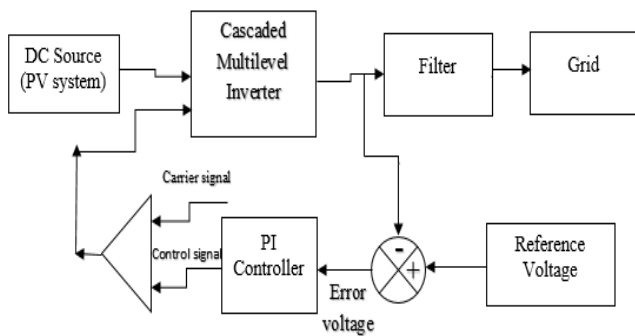 DC Source
(PV system)
Cascaded
Multilevel
Inverter
Filter
Grid
Carrier signal
Control signal
PI
Controller
Error
voltage
-
+
Reference
Voltage